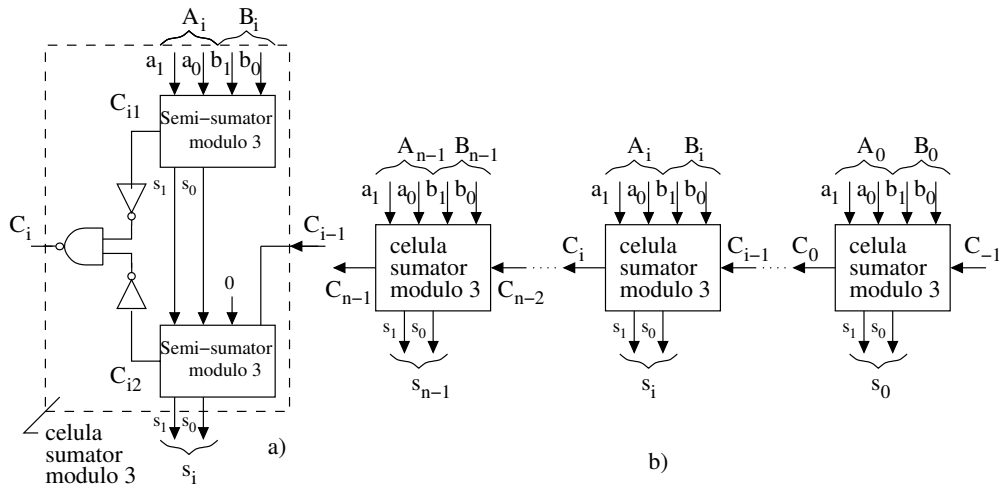 A_i B_i
a_1 a_0 b_1 b_0
C_i1
Semi-sumator
modulo 3
s_1 s_0
C_i
C_i-1
0
Semi-sumator
modulo 3
C_i2
s_1 s_0
s_i
celula
sumator
modulo 3
a)
A_n-1 B_n-1
a_1 a_0 b_1 b_0
celula
sumator
modulo 3
C_n-1
C_n-2
s_1 s_0
s_n-1
A_i B_i
a_1 a_0 b_1 b_0
C_i
celula
sumator
modulo 3
C_i-1
s_1 s_0
s_i
A_0 B_0
a_1 a_0 b_1 b_0
C_0
celula
sumator
modulo 3
C_-1
s_1 s_0
s_0
b)